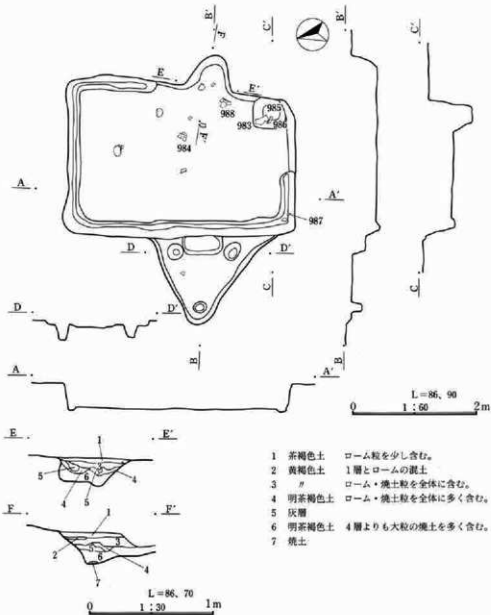 B'
F
C'
B'
C'
E
E'
988
985
983
986
984
F'
A
A'
987
D
D'
C
D
D'
B
A
A'
B
C
L=86、90
0 1:60 2m
E
E'
1
5
3
4
6
4
5
F
F'
1
2
3
5
6
4
7
L=86、70
0 1:30 1m
1 茶褐色土 ローム粒を少し含む。
2 黄褐色土 1層とロームの混土
3 〃 ローム・焼土粒を全体に含む。
4 明茶褐色土 ローム・焼土粒を全体に多く含む。
5 灰層
6 明茶褐色土 4層よりも大粒の焼土を多く含む。
7 焼土